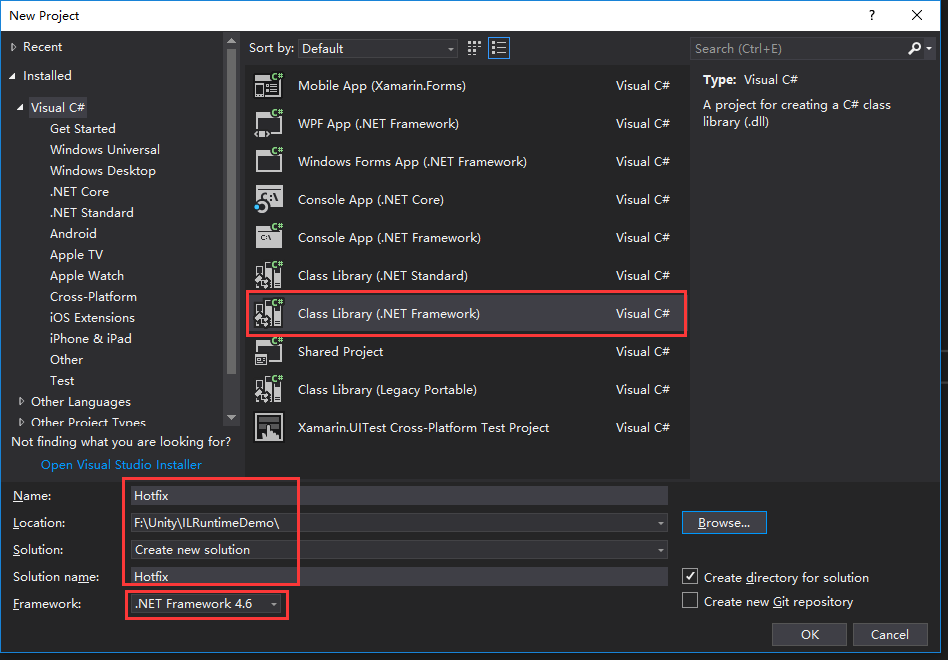 New Project
?
Recent
Installed
Visual C#
Get Started
Windows Universal
Windows Desktop
.NET Core
.NET Standard
Android
Apple TV
Apple Watch
Cross-Platform
iOS Extensions
iPhone & iPad
Other
Test
Other Languages
Other Project Types
Not finding what you are looking for?
Open Visual Studio Installer
Sort by: Default
Mobile App (Xamarin.Forms) Visual C#
WPF App (.NET Framework) Visual C#
Windows Forms App (.NET Framework) Visual C#
Console App (.NET Core) Visual C#
Console App (.NET Framework) Visual C#
Class Library (.NET Standard) Visual C#
Class Library (.NET Framework) Visual C#
Shared Project Visual C#
Class Library (Legacy Portable) Visual C#
Xamarin.UITest Cross-Platform Test Project Visual C#
Search (Ctrl+E)
Type: Visual C#
A project for creating a C# class
library (.dll)
Name: Hotfix
Location: F:\Unity\ILRuntimeDemo\
Browse...
Solution: Create new solution
Solution name: Hotfix
Create directory for solution
Framework: .NET Framework 4.6
Create new Git repository
OK
Cancel